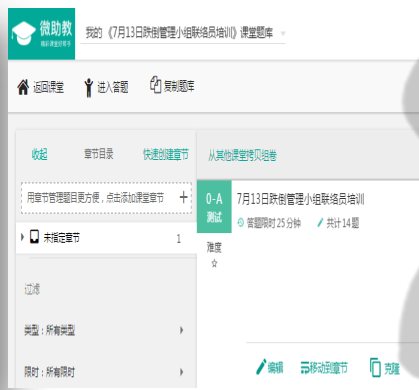 微助教
我的 《7月13日跌倒管理小组联络员培训》 课堂题库
返回课堂 进入答题 复制题库
收起 章节目录 快速创建章节
用章节管理题目更方便，点击添加课堂章节 +
未指定章节 1
过滤
类型：所有类型
限时：所有限时
从其他课堂拷贝组卷
0-A
测试
7月13日跌倒管理小组联络员培训
答题限时 25 分钟 共计 14 题
难度
编辑 移动到章节 克隆